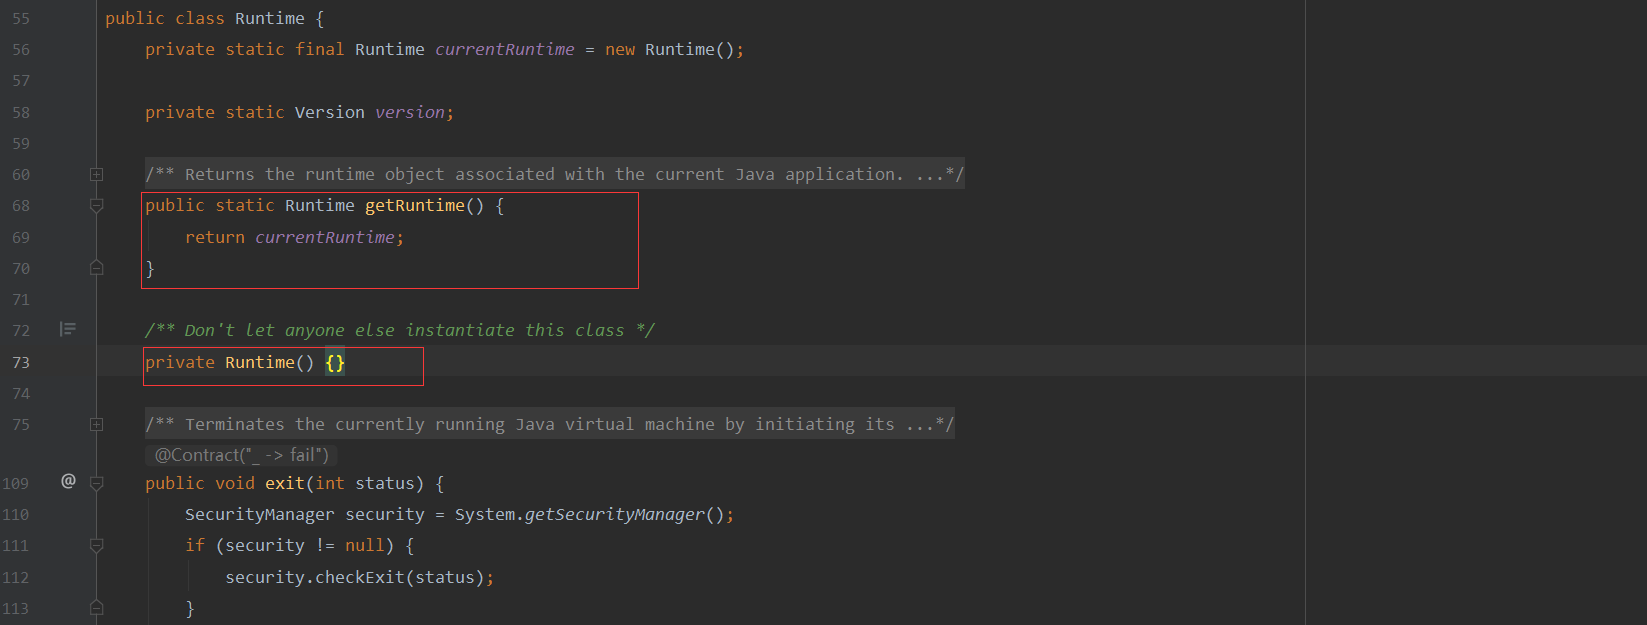 55 public class Runtime {
56 private static final Runtime currentRuntime = new Runtime();
57
58 private static Version version;
59
60 /** Returns the runtime object associated with the current Java application. ...*/
68 public static Runtime getRuntime() {
69 return currentRuntime;
70 }
71
72 /** Don't let anyone else instantiate this class */
73 private Runtime() {}
74
75 /** Terminates the currently running Java virtual machine by initiating its ...*/
@Contract("_ -> fail")
109 @ public void exit(int status) {
110 SecurityManager security = System.getSecurityManager();
111 if (security != null) {
112 security.checkExit(status);
113 }